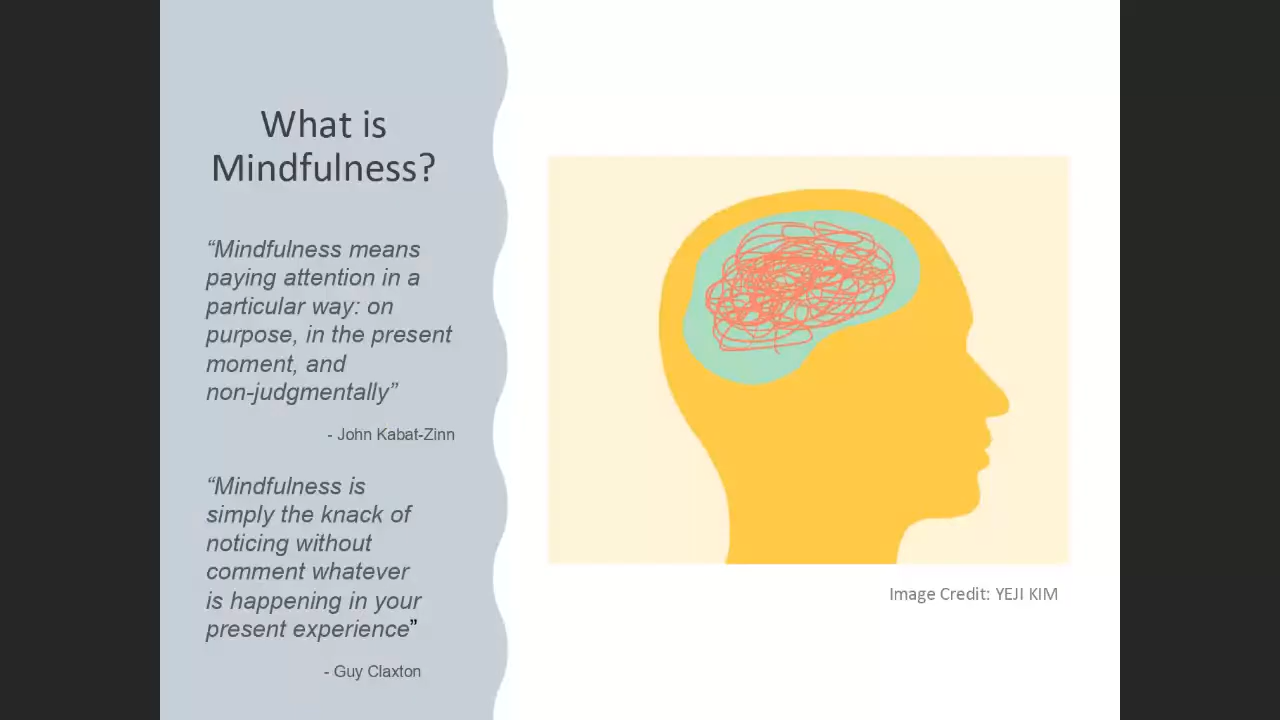 What is
Mindfulness?
“Mindfulness means
paying attention in a
particular way: on
purpose, in the present
moment, and
non-judgmentally”
- John Kabat-Zinn
“Mindfulness is
simply the knack of
noticing without
comment whatever
is happening in your
present experience”
- Guy Claxton
Image Credit: YEJI KIM